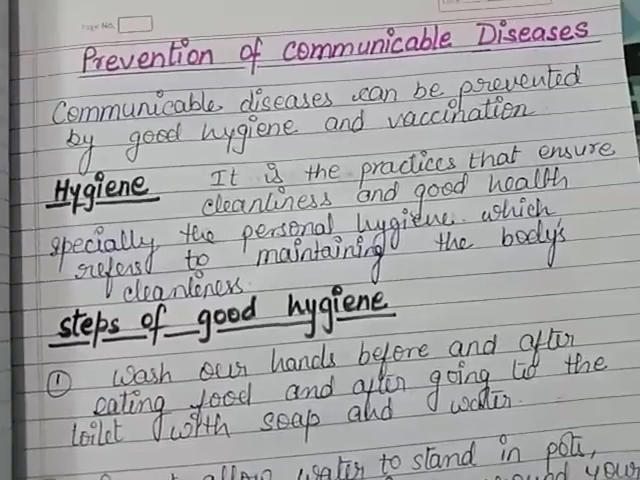 Page No.
Prevention of communicable Diseases
Communicable diseases can be prevented
by good hygiene and vaccination
Hygiene It is the practices that ensure
cleanliness and good health
specially the personal hygiene which
refers to maintaining the body's
cleanliness
steps of good hygiene
① Wash our hands before and after
eating food and after going to the
toilet with soap and water.
allow water to stand in pots,
your